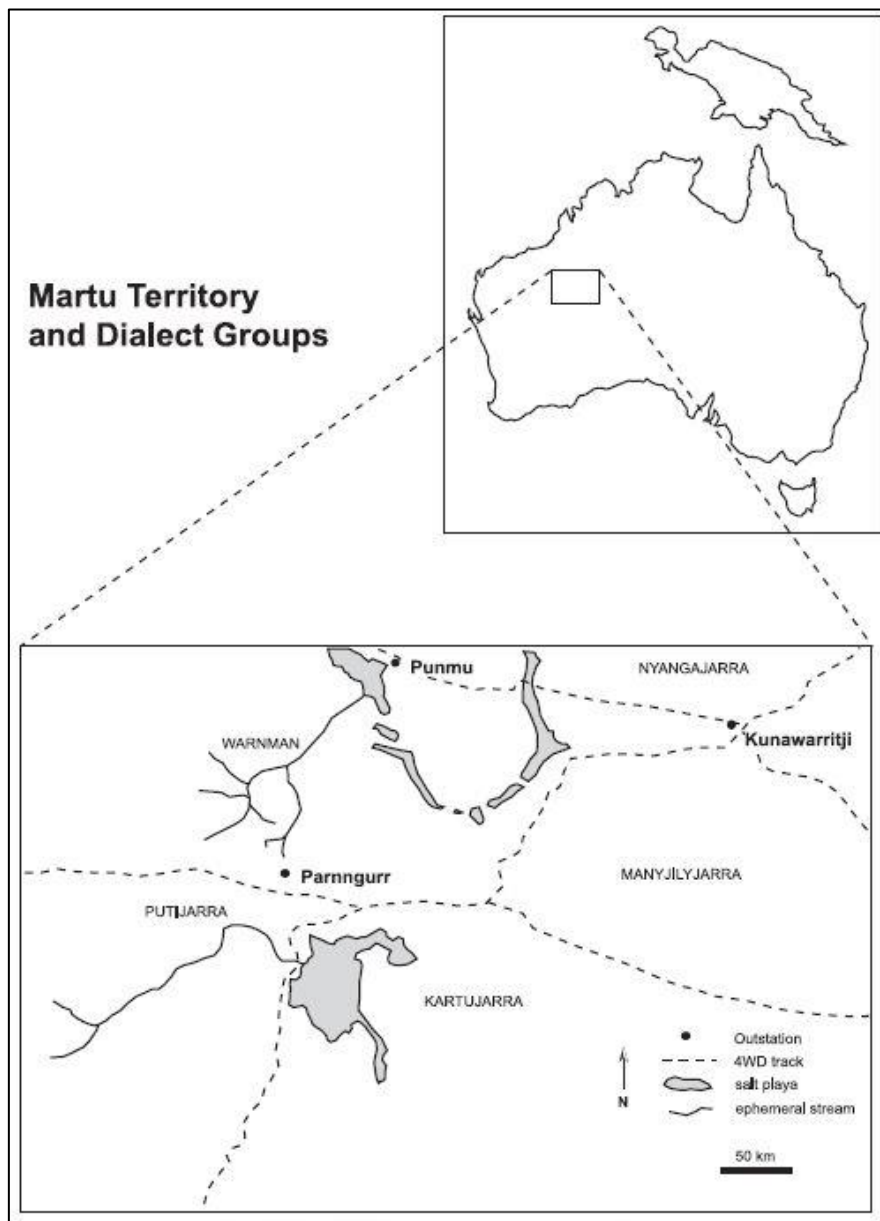 Martu Territory
and Dialect Groups
Punmu
NYANGAJARRA
WARNMAN
Kunawarritji
Parnngurr
MANYJILYJARRA
PUTIJARRA
KARTUJARRA
Outstation
4WD track
salt playa
ephemeral stream
N
50 km